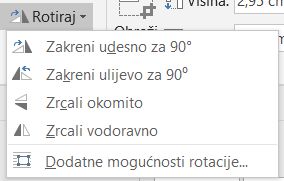 Rotiraj
Visina: 2,95 cm
Zakreni udesno za 90°
Zakreni ulijevo za 90⁰
Zrcali okomito
Zrcali vodoravno
Dodatne mogućnosti rotacije...